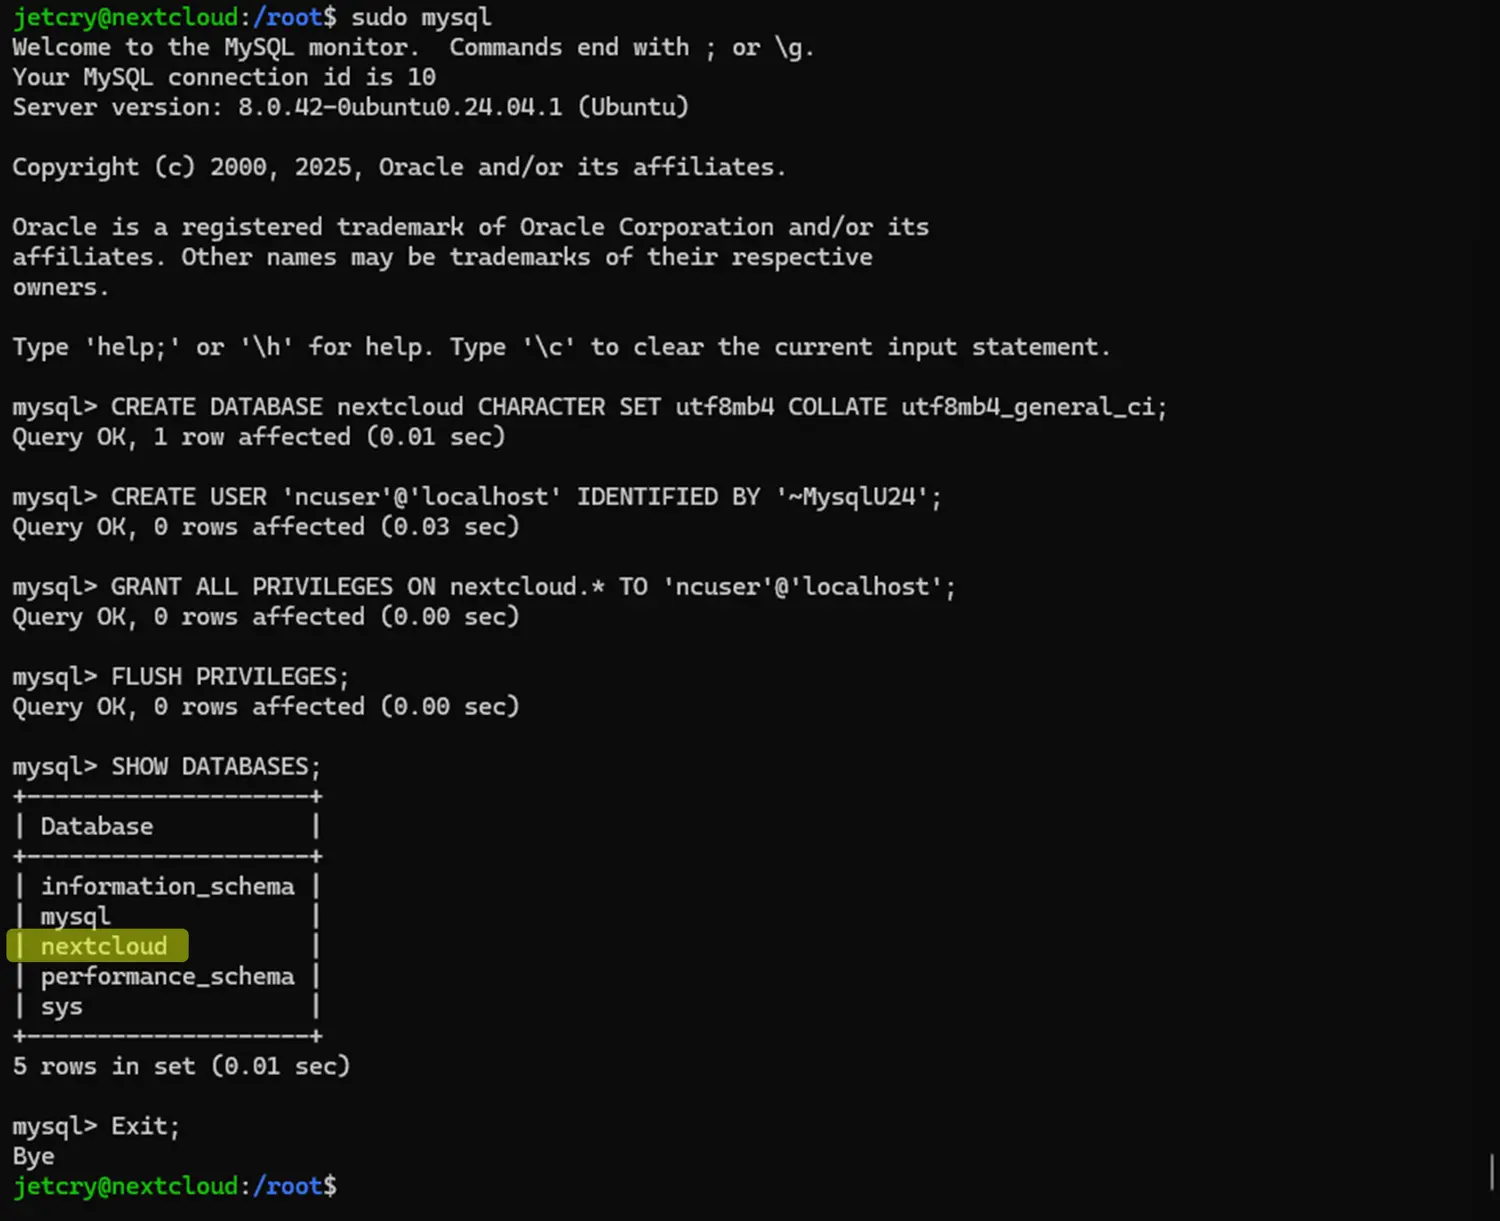 jetcry@nextcloud:/root$ sudo mysql
Welcome to the MySQL monitor.  Commands end with ; or \g.
Your MySQL connection id is 10
Server version: 8.0.42-0ubuntu0.24.04.1 (Ubuntu)

Copyright (c) 2000, 2025, Oracle and/or its affiliates.

Oracle is a registered trademark of Oracle Corporation and/or its
affiliates. Other names may be trademarks of their respective
owners.

Type 'help;' or '\h' for help. Type '\c' to clear the current input statement.

mysql> CREATE DATABASE nextcloud CHARACTER SET utf8mb4 COLLATE utf8mb4_general_ci;
Query OK, 1 row affected (0.01 sec)

mysql> CREATE USER 'ncuser'@'localhost' IDENTIFIED BY '~MysqlU24';
Query OK, 0 rows affected (0.03 sec)

mysql> GRANT ALL PRIVILEGES ON nextcloud.* TO 'ncuser'@'localhost';
Query OK, 0 rows affected (0.00 sec)

mysql> FLUSH PRIVILEGES;
Query OK, 0 rows affected (0.00 sec)

mysql> SHOW DATABASES;
+--------------------+
| Database           |
+--------------------+
| information_schema |
| mysql              |
| nextcloud          |
| performance_schema |
| sys                |
+--------------------+
5 rows in set (0.01 sec)

mysql> Exit;
Bye
jetcry@nextcloud:/root$